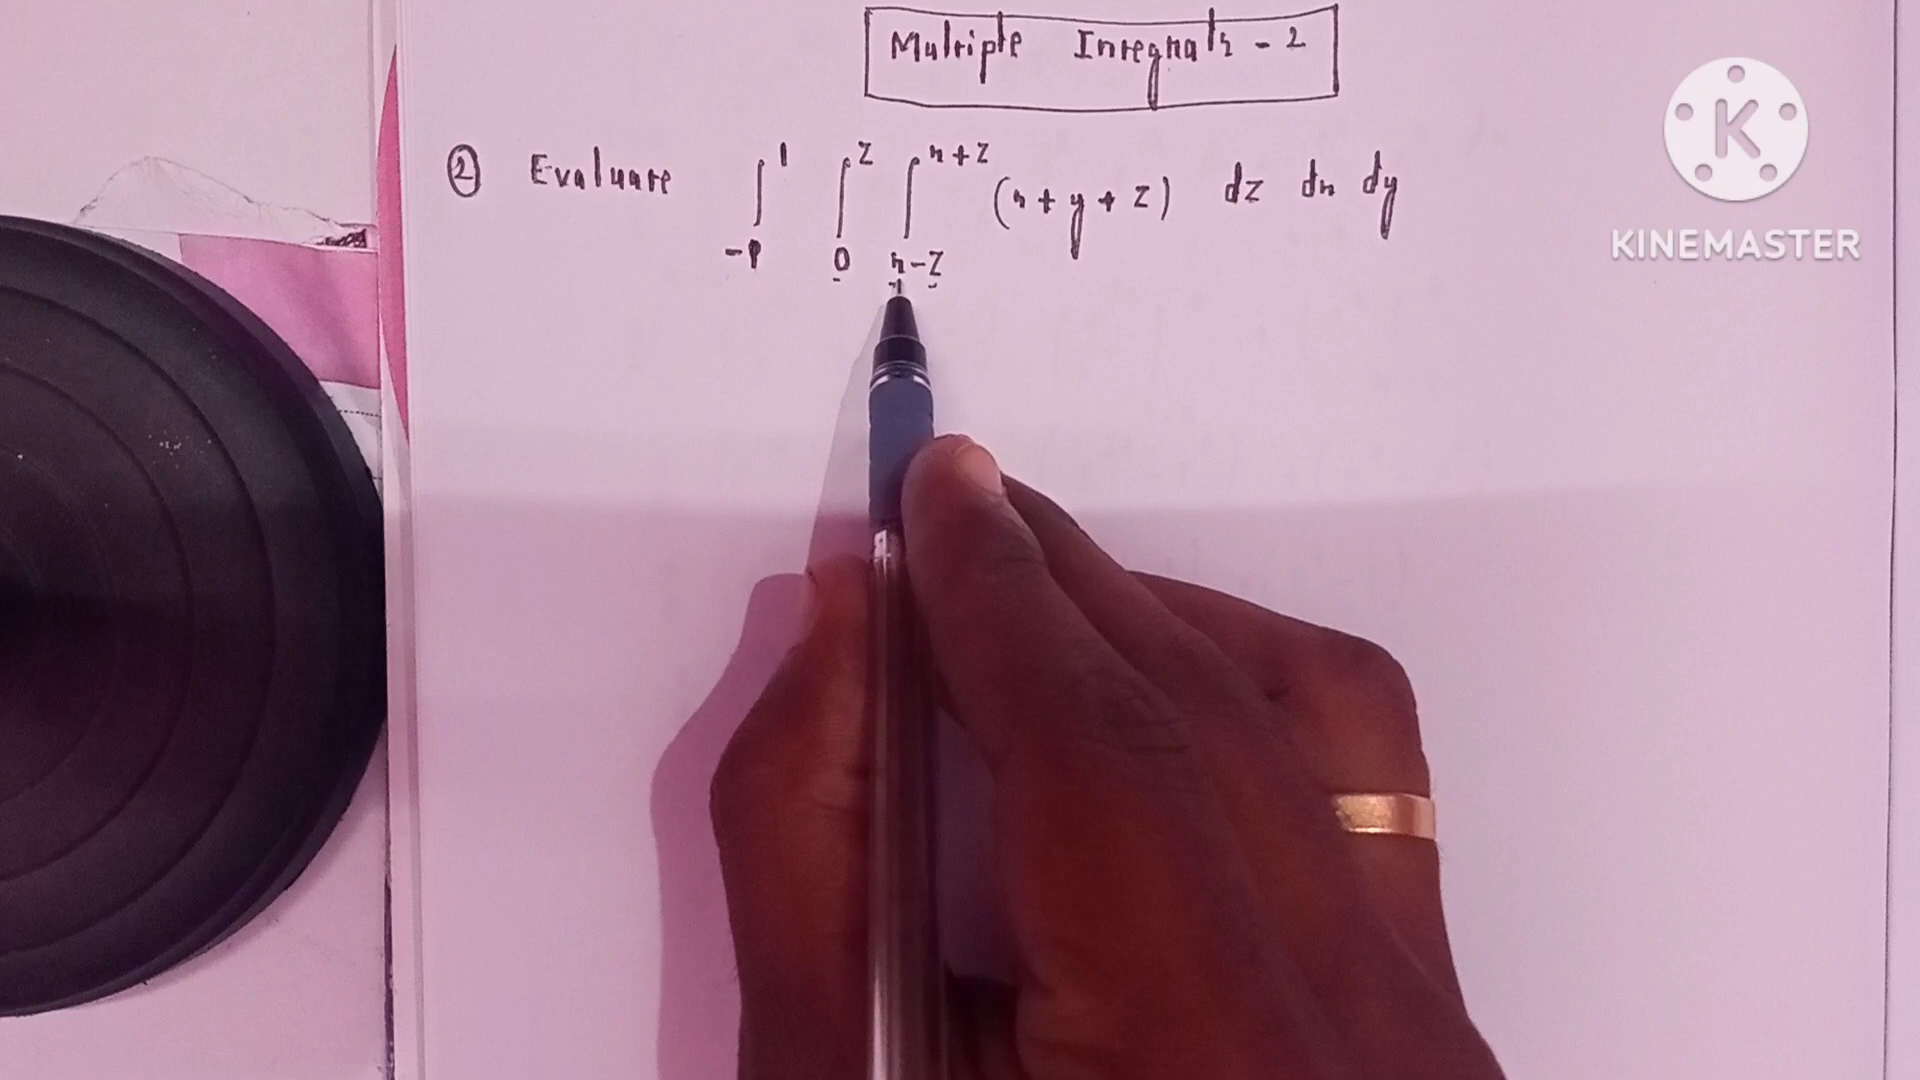 Multiple Integrals - 2
② Evaluate ∫_{-1}^{1} ∫_{0}^{z} ∫_{x-z}^{x+z} (x + y + z) dz dx dy
K
KINEMASTER